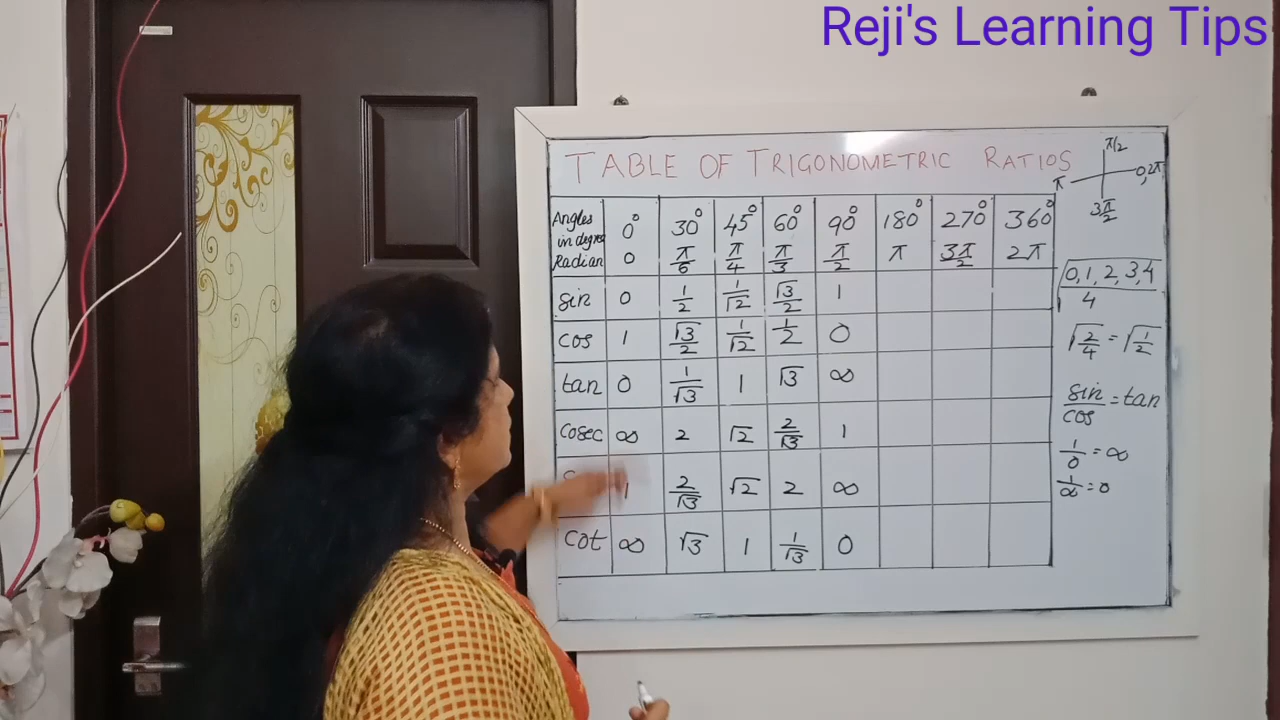 Reji's Learning Tips
TABLE OF TRIGONOMETRIC RATIOS
Angles in degree 0° 30° 45° 60° 90° 180° 270° 360°
Radian 0 π/6 π/4 π/3 π/2 π 3π/2 2π
sin 0 1/2 1/√2 √3/2 1
cos 1 √3/2 1/√2 1/2 0
tan 0 1/√3 1 √3 ∞
cosec ∞ 2 √2 2/√3 1
1 2/√3 √2 2 ∞
cot ∞ √3 1 1/√3 0
π/2
π 0, 2π
3π/2
√0, 1, 2, 3, 4/4
√2/4 = √1/2
sin/cos = tan
1/0 = ∞
1/∞ = 0